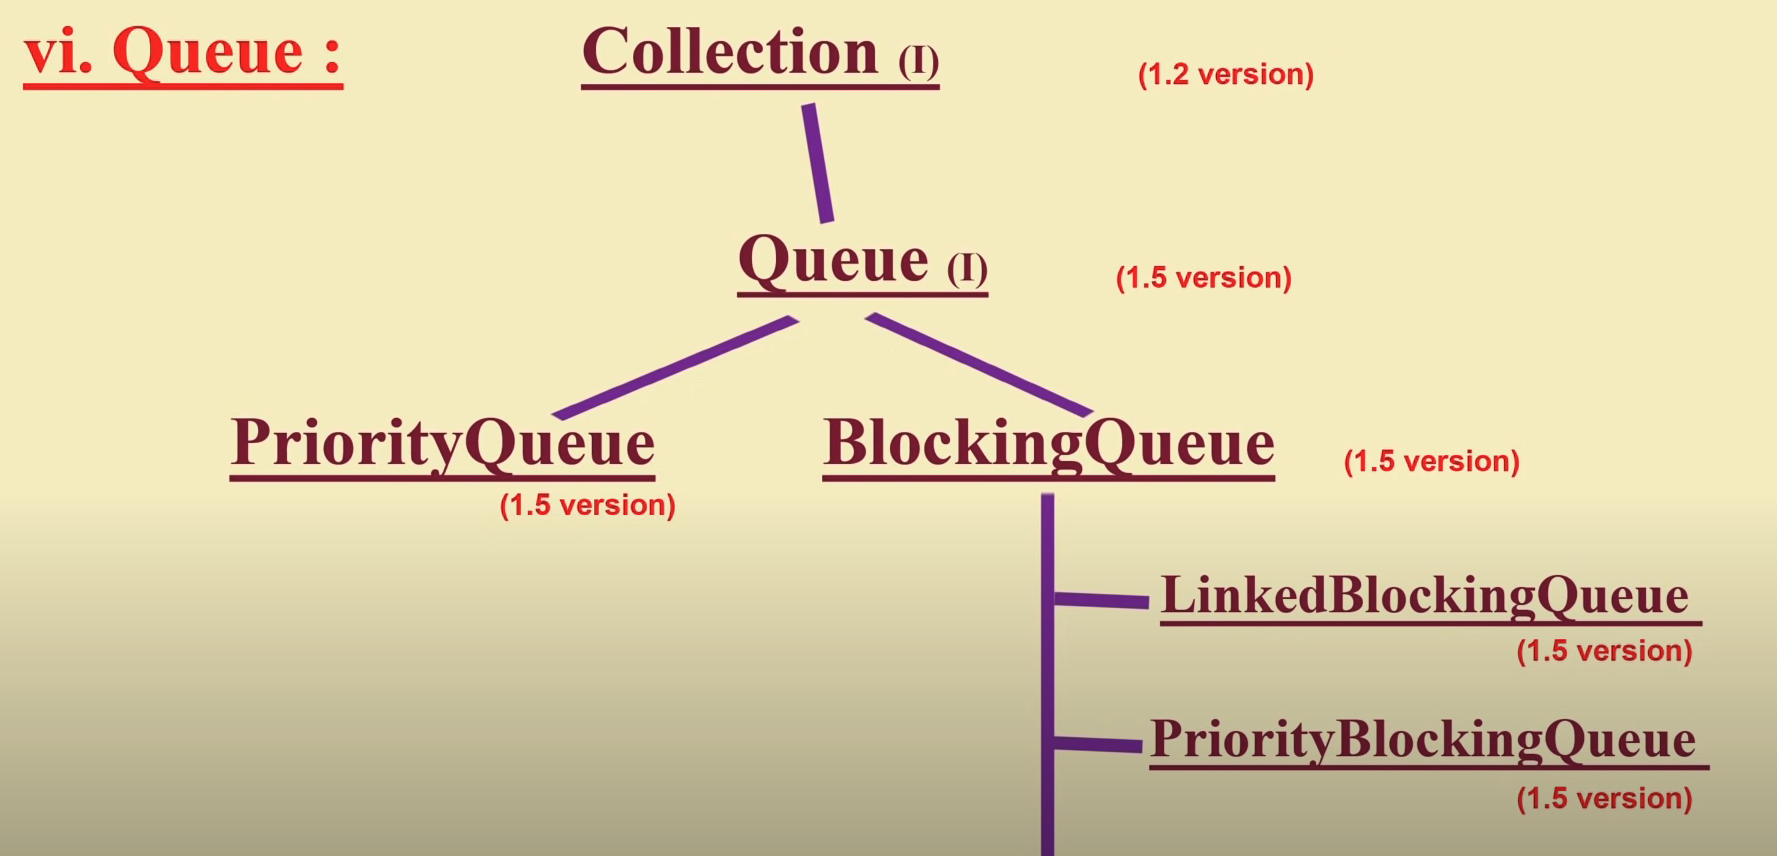 vi. Queue :
Collection (I)
(1.2 version)
Queue (I)
(1.5 version)
PriorityQueue
(1.5 version)
BlockingQueue
(1.5 version)
LinkedBlockingQueue
(1.5 version)
PriorityBlockingQueue
(1.5 version)